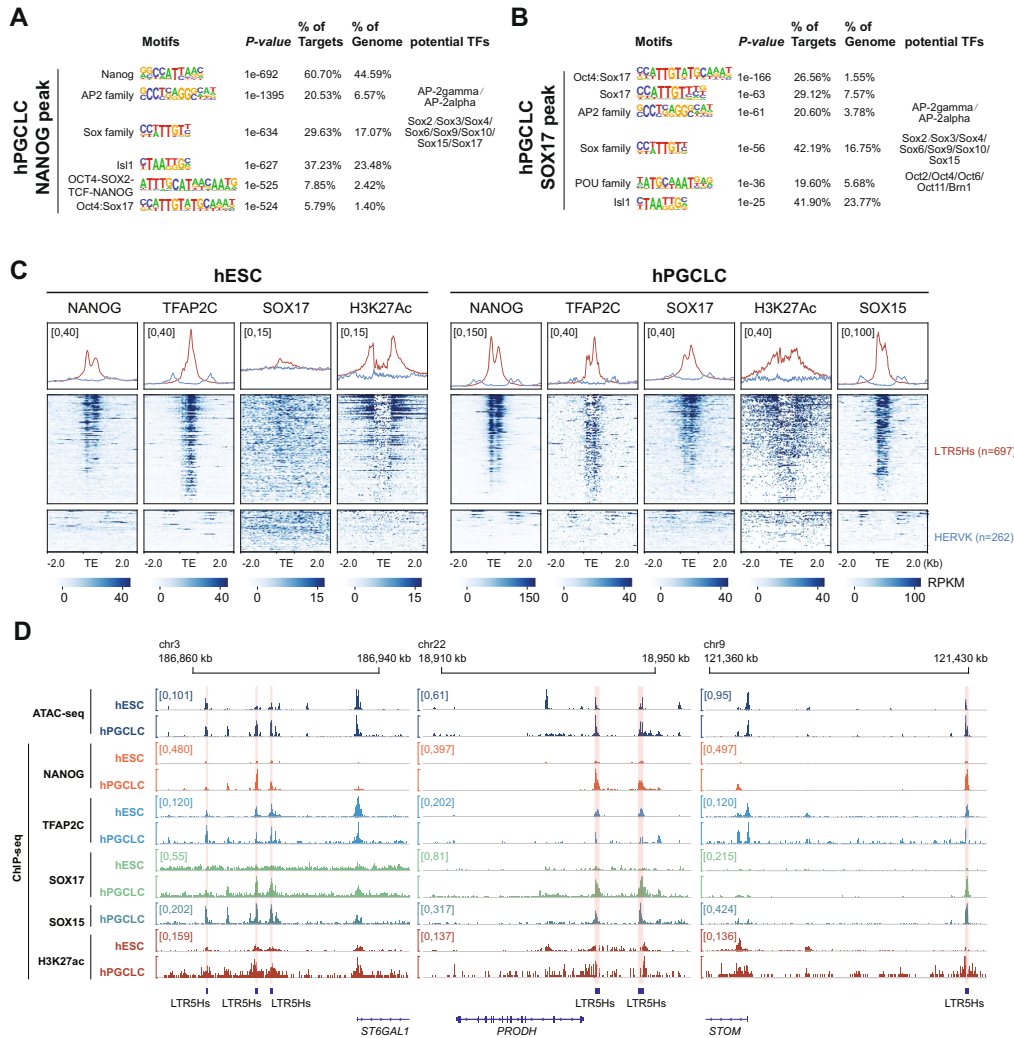 A
% of % of
Motifs P-value Targets Genome potential TFs
hPGCLC
NANOG peak
Nanog 1e-692 60.70% 44.59%
AP2 family 1e-1395 20.53% 6.57% AP-2gamma/
AP-2alpha
Sox family 1e-634 29.63% 17.07% Sox2/Sox3/Sox4/
Sox6/Sox9/Sox10/
Sox15/Sox17
Isl1 1e-627 37.23% 23.48%
OCT4-SOX2-
TCF-NANOG 1e-525 7.85% 2.42%
Oct4:Sox17 1e-524 5.79% 1.40%
B
% of % of
Motifs P-value Targets Genome potential TFs
hPGCLC
SOX17 peak
Oct4:Sox17 1e-166 26.56% 1.55%
Sox17 1e-63 29.12% 7.57%
AP2 family 1e-61 20.60% 3.78% AP-2gamma/
AP-2alpha
Sox family 1e-56 42.19% 16.75% Sox2/Sox3/Sox4/
Sox6/Sox9/Sox10/
Sox15
POU family 1e-36 19.60% 5.68% Oct2/Oct4/Oct6/
Oct11/Brn1
Isl1 1e-25 41.90% 23.77%
C
hESC hPGCLC
NANOG TFAP2C SOX17 H3K27Ac NANOG TFAP2C SOX17 H3K27Ac SOX15
[0,40] [0,40] [0,15] [0,15] [0,150] [0,40] [0,40] [0,40] [0,100]
LTR5Hs (n=697)
HERVK (n=262)
-2.0 TE 2.0 -2.0 TE 2.0 -2.0 TE 2.0 -2.0 TE 2.0 -2.0 TE 2.0 -2.0 TE 2.0 -2.0 TE 2.0 -2.0 TE 2.0 -2.0 TE 2.0 (Kb)
RPKM
0 40 0 40 0 15 0 15 0 150 0 40 0 40 0 40 0 100
D
chr3 chr22 chr9
186,860 kb 186,940 kb 18,910 kb 18,950 kb 121,360 kb 121,430 kb
ATAC-seq
hESC [0,101] [0,61] [0,95]
hPGCLC
ChIP-seq
NANOG
hESC [0,480] [0,397] [0,497]
hPGCLC
TFAP2C
hESC [0,120] [0,202] [0,120]
hPGCLC
SOX17
hESC [0,55] [0,81] [0,215]
hPGCLC
SOX15 hPGCLC [0,202] [0,317] [0,424]
H3K27ac
hESC [0,159] [0,137] [0,136]
hPGCLC
LTR5Hs LTR5Hs LTR5Hs LTR5Hs LTR5Hs LTR5Hs
ST6GAL1 PRODH STOM